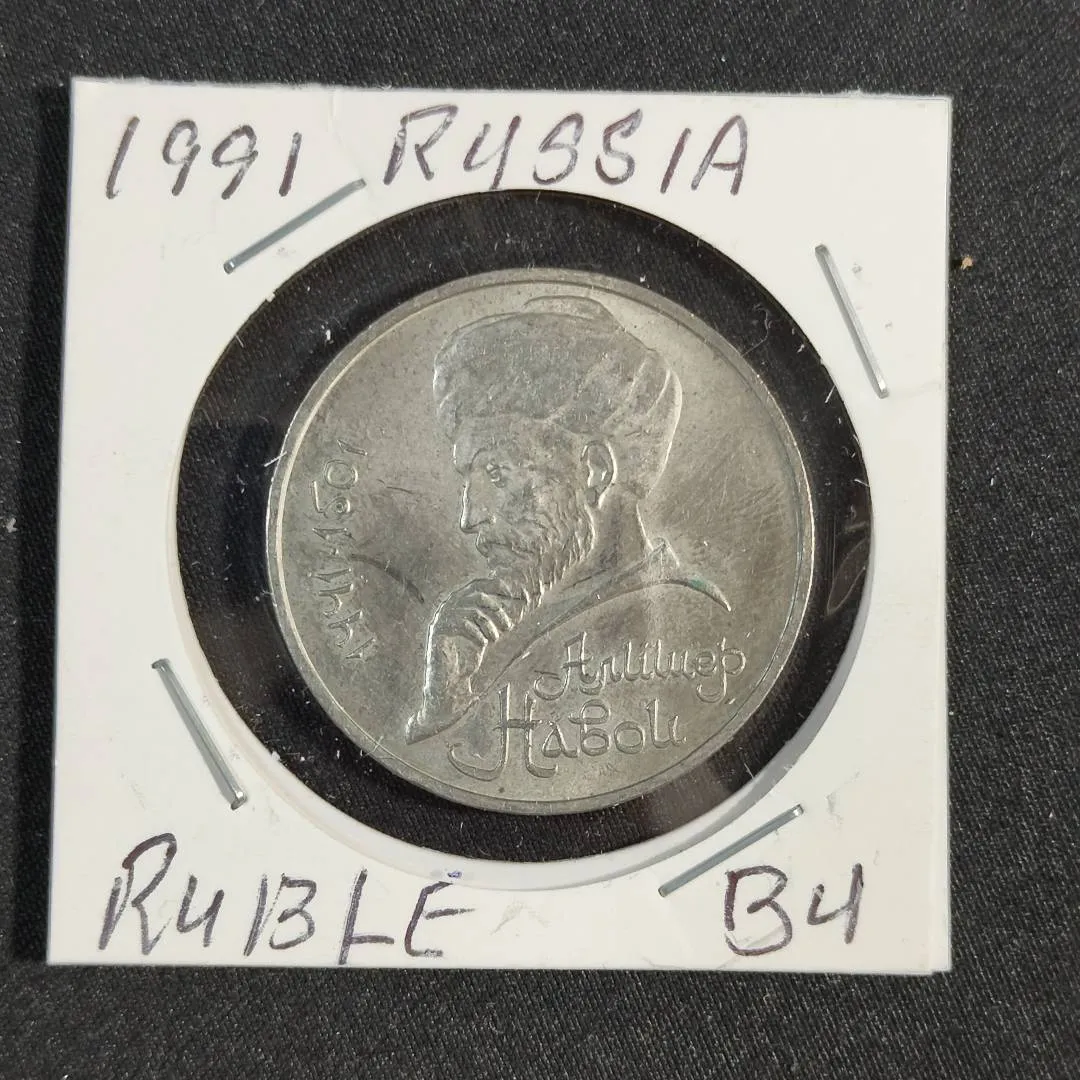 1991 RUSSIA
1441-1501
Алишер
Навои
RUBLE BU